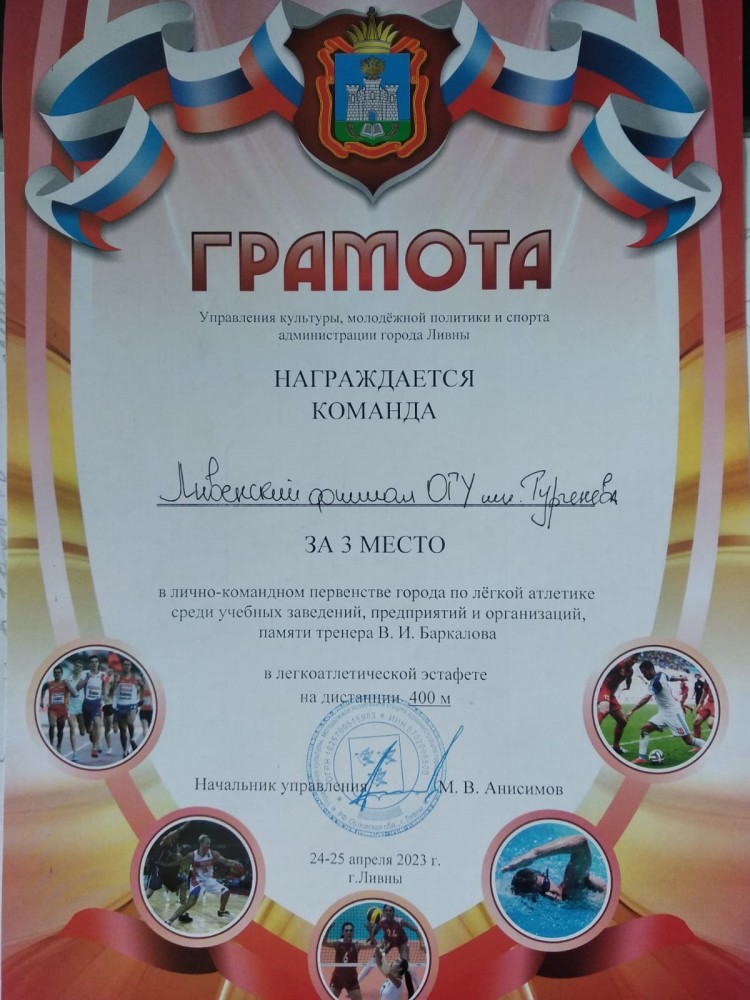 ГРАМОТА
Управления культуры, молодёжной политики и спорта
администрации города Ливны
НАГРАЖДАЕТСЯ
КОМАНДА
Ливенский филиал ОГУ им. Тургенева
ЗА 3 МЕСТО
в лично-командном первенстве города по лёгкой атлетике
среди учебных заведений, предприятий и организаций,
памяти тренера В. И. Баркалова
в легкоатлетической эстафете
на дистанции 400 м
Начальник управления М. В. Анисимов
24-25 апреля 2023 г.
г.Ливны